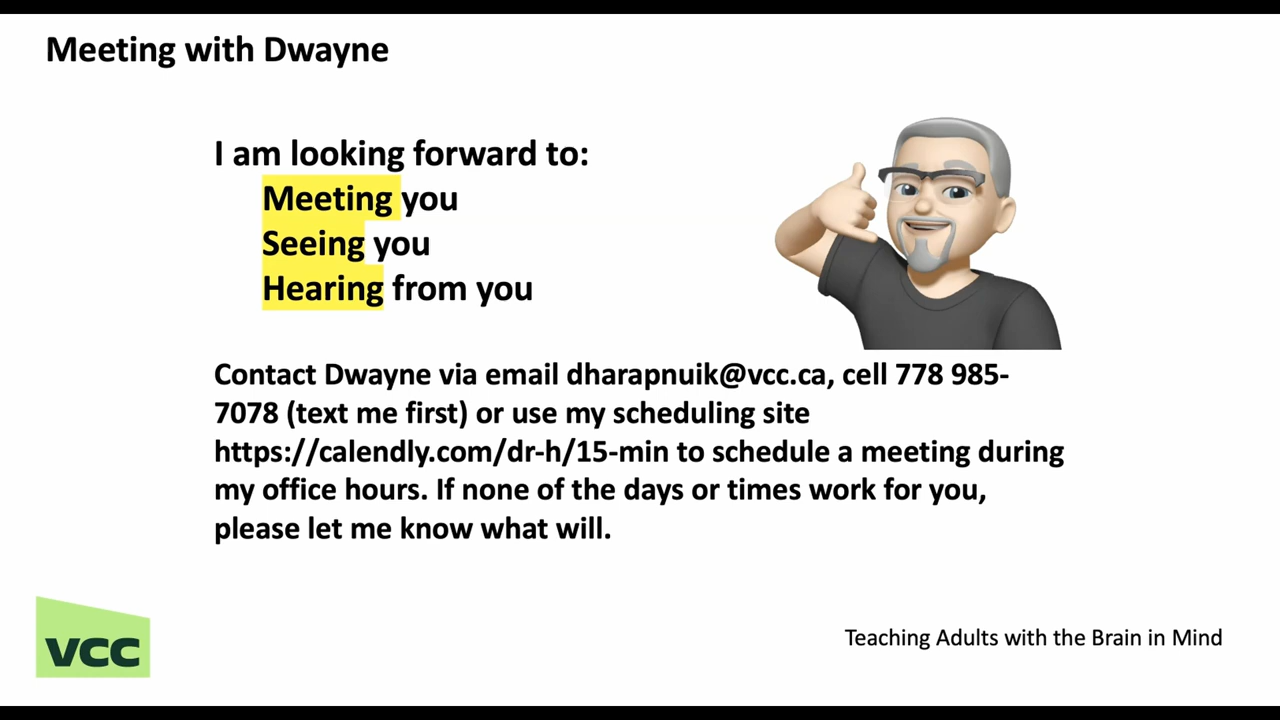 Meeting with Dwayne
I am looking forward to:
Meeting you
Seeing you
Hearing from you
Contact Dwayne via email dharapnuik@vcc.ca, cell 778 985-
7078 (text me first) or use my scheduling site
https://calendly.com/dr-h/15-min to schedule a meeting during
my office hours. If none of the days or times work for you,
please let me know what will.
VCC
Teaching Adults with the Brain in Mind